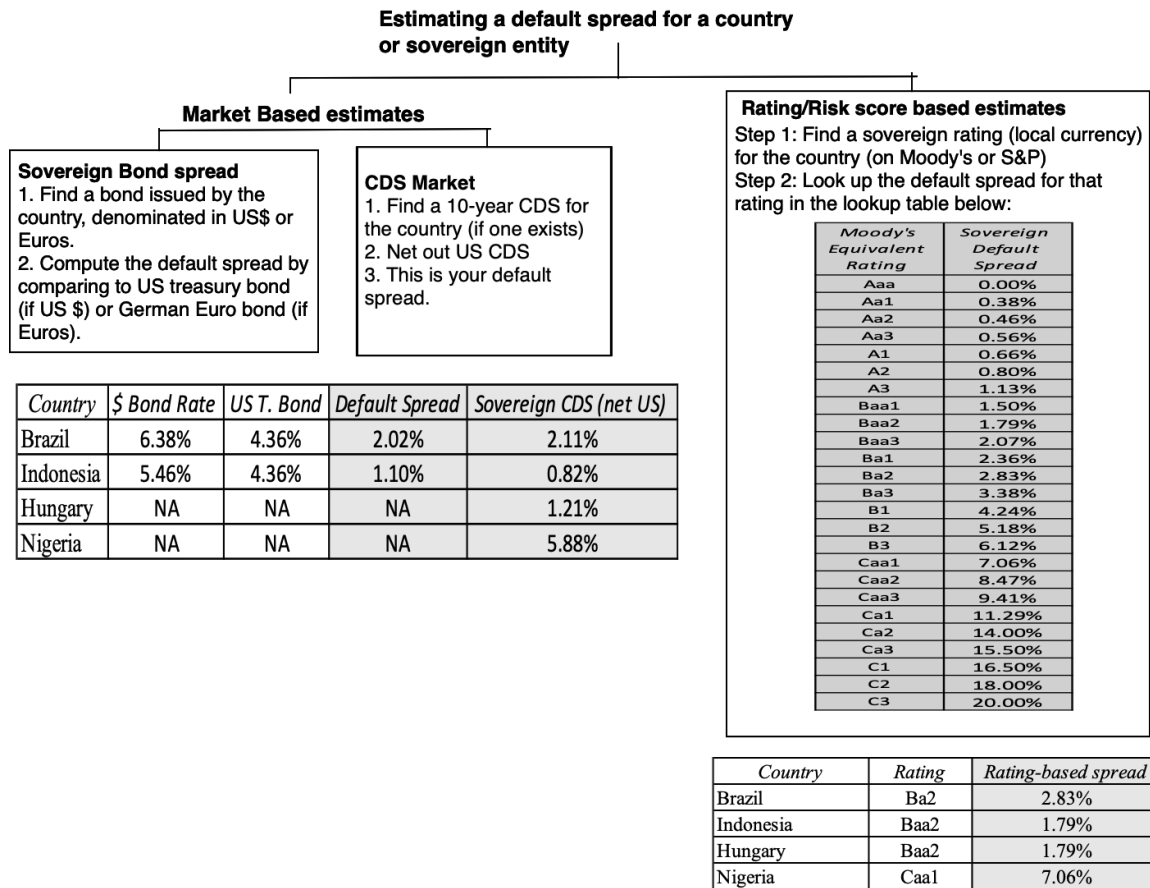 Estimating a default spread for a country
or sovereign entity
Market Based estimates
Sovereign Bond spread
1. Find a bond issued by the
country, denominated in US$ or
Euros.
2. Compute the default spread by
comparing to US treasury bond
(if US $) or German Euro bond (if
Euros).
CDS Market
1. Find a 10-year CDS for
the country (if one exists)
2. Net out US CDS
3. This is your default
spread.
Country $ Bond Rate US T. Bond Default Spread Sovereign CDS (net US)
Brazil 6.38% 4.36% 2.02% 2.11%
Indonesia 5.46% 4.36% 1.10% 0.82%
Hungary NA NA NA 1.21%
Nigeria NA NA NA 5.88%
Rating/Risk score based estimates
Step 1: Find a sovereign rating (local currency)
for the country (on Moody's or S&P)
Step 2: Look up the default spread for that
rating in the lookup table below:
Moody's Sovereign
Equivalent Default
Rating Spread
Aaa 0.00%
Aa1 0.38%
Aa2 0.46%
Aa3 0.56%
A1 0.66%
A2 0.80%
A3 1.13%
Baa1 1.50%
Baa2 1.79%
Baa3 2.07%
Ba1 2.36%
Ba2 2.83%
Ba3 3.38%
B1 4.24%
B2 5.18%
B3 6.12%
Caa1 7.06%
Caa2 8.47%
Caa3 9.41%
Ca1 11.29%
Ca2 14.00%
Ca3 15.50%
C1 16.50%
C2 18.00%
C3 20.00%
Country Rating Rating-based spread
Brazil Ba2 2.83%
Indonesia Baa2 1.79%
Hungary Baa2 1.79%
Nigeria Caa1 7.06%